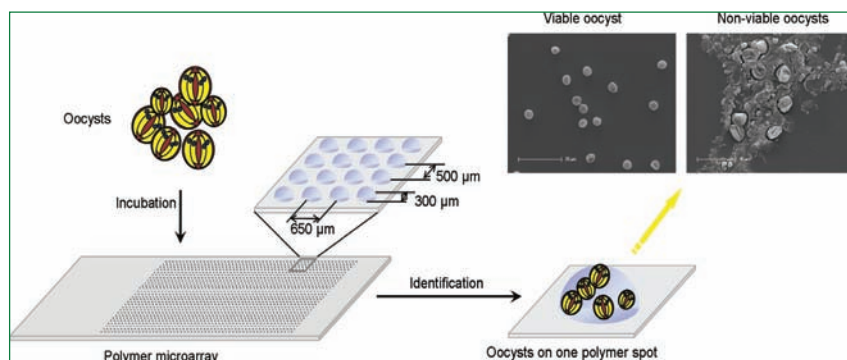 Viable oocyst
Non-viable oocysts
Oocysts
Incubation
500 µm
300 µm
650 µm
Identification
Polymer microarray
Oocysts on one polymer spot